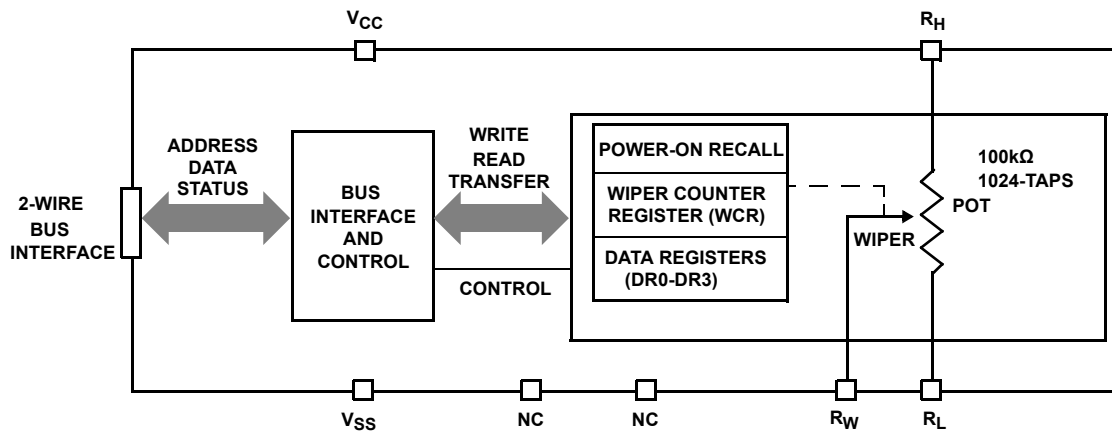 VCC
RH
ADDRESS
DATA
STATUS
WRITE
READ
TRANSFER
POWER-ON RECALL
100kΩ
1024-TAPS
2-WIRE
BUS
INTERFACE
BUS
INTERFACE
AND
CONTROL
WIPER COUNTER
REGISTER (WCR)
POT
WIPER
DATA REGISTERS
(DR0-DR3)
CONTROL
VSS
NC
NC
RW
RL